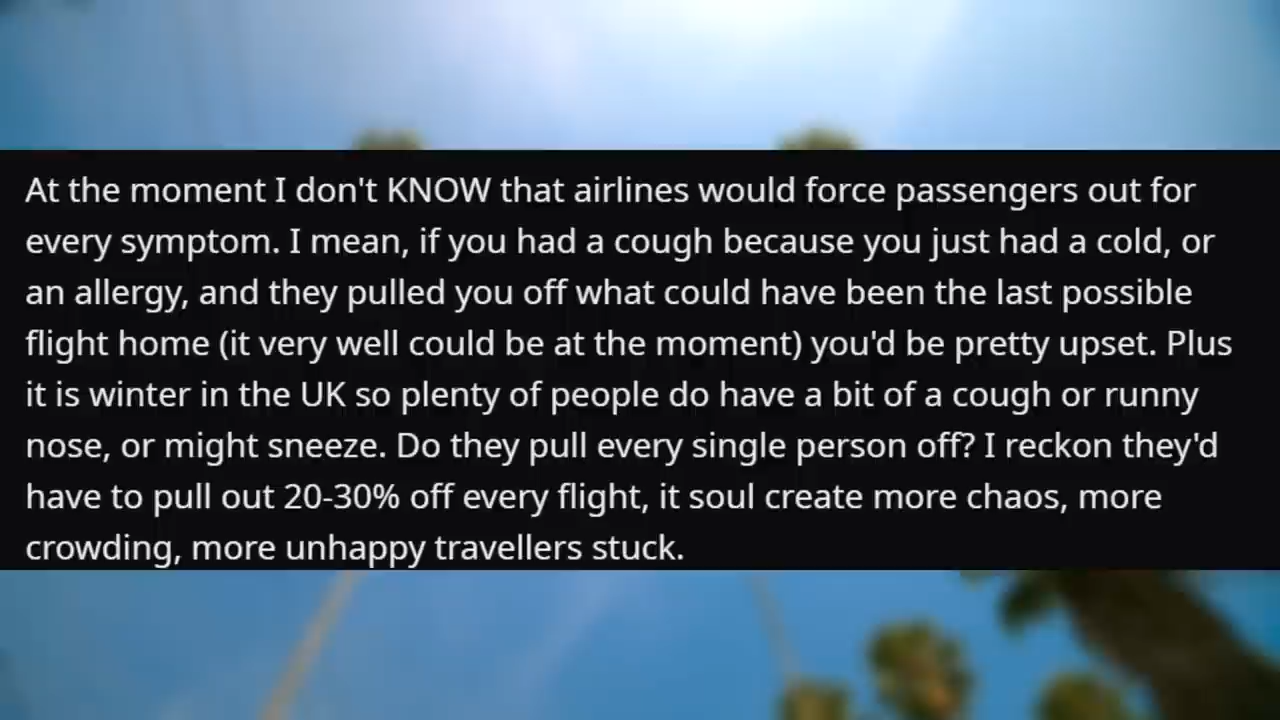 At the moment I don't KNOW that airlines would force passengers out for
every symptom. I mean, if you had a cough because you just had a cold, or
an allergy, and they pulled you off what could have been the last possible
flight home (it very well could be at the moment) you'd be pretty upset. Plus
it is winter in the UK so plenty of people do have a bit of a cough or runny
nose, or might sneeze. Do they pull every single person off? I reckon they'd
have to pull out 20-30% off every flight, it soul create more chaos, more
crowding, more unhappy travellers stuck.